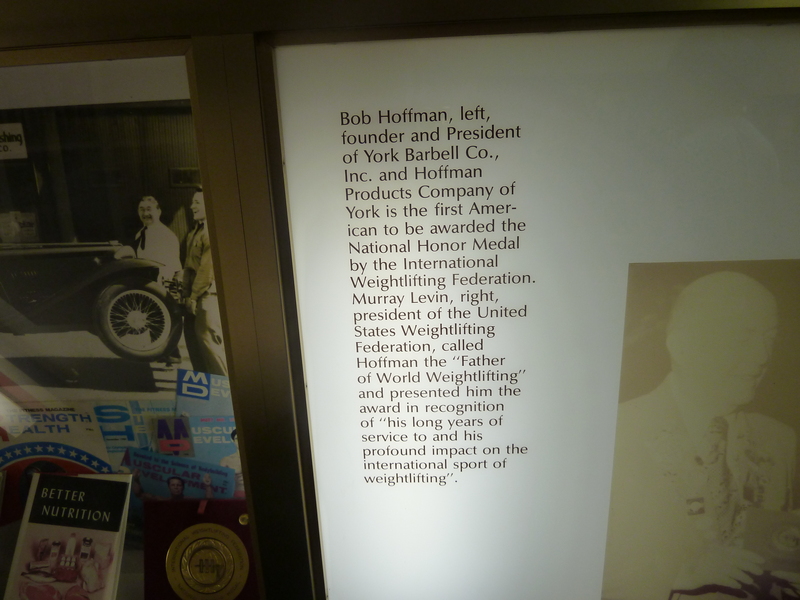 shing
CO.
Bob Hoffman, left,
founder and President
of York Barbell Co.,
Inc. and Hoffman
Products Company of
York is the first Amer-
ican to be awarded the
National Honor Medal
by the International
Weightlifting Federation.
Murray Levin, right,
president of the United
States Weightlifting
Federation, called
Hoffman the "Father
of World Weightlifting"
and presented him the
award in recognition
of "his long years of
service to and his
profound impact on the
international sport of
weightlifting".
BETTER
NUTRITION